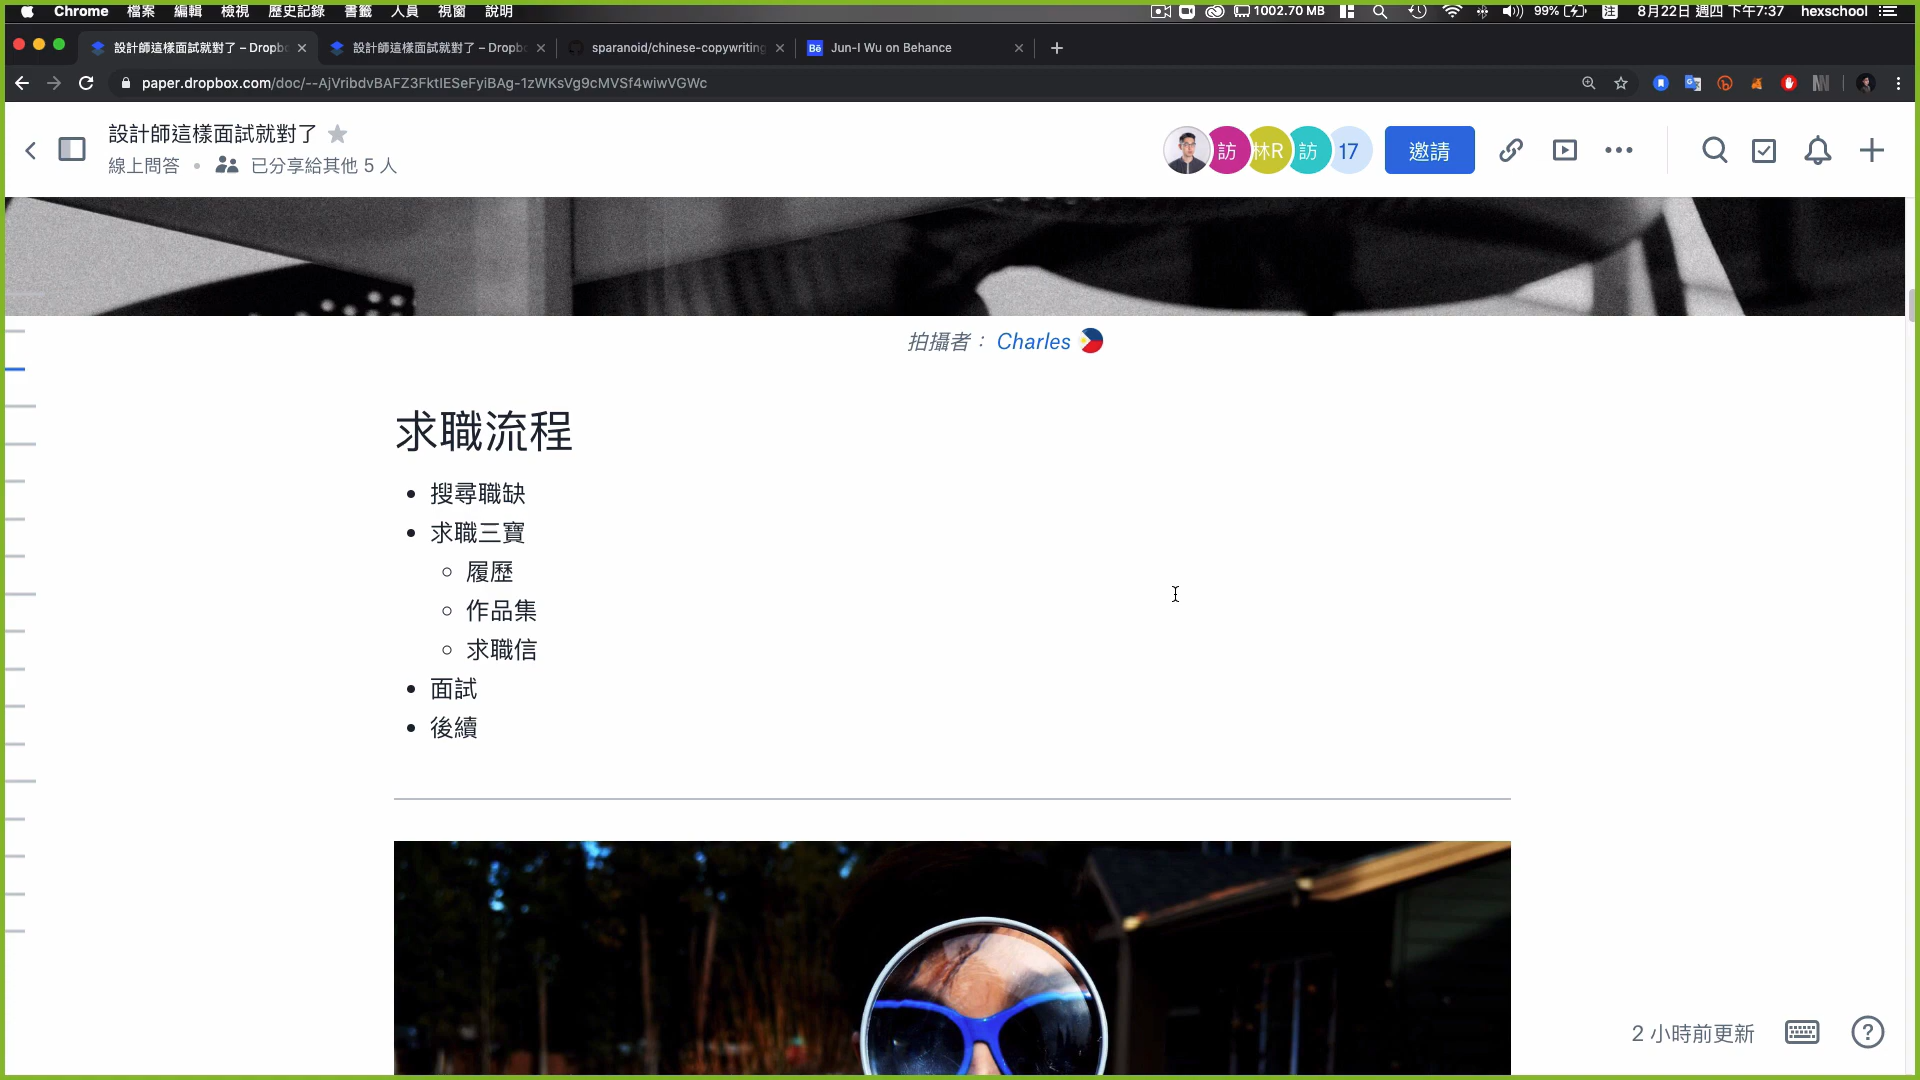 Chrome 檔案 編輯 檢視 歷史記錄 書籤 人員 視窗 說明 1002.70 MB 99% 注 8月22日 週四 下午7:37 hexschool
設計師這樣面試就對了 – Dropb 設計師這樣面試就對了 – Dropb sparanoid/chinese-copywriting Bē Jun-I Wu on Behance
paper.dropbox.com/doc/--AjVribdvBAFZ3FktIESeFyiBAg-1zWKsVg9cMVSf4wiwVGWc
設計師這樣面試就對了
線上問答 • 已分享給其他 5 人
訪 林R 訪 17 邀請
拍攝者： Charles
求職流程
搜尋職缺
求職三寶
履歷
作品集
求職信
面試
後續
2 小時前更新